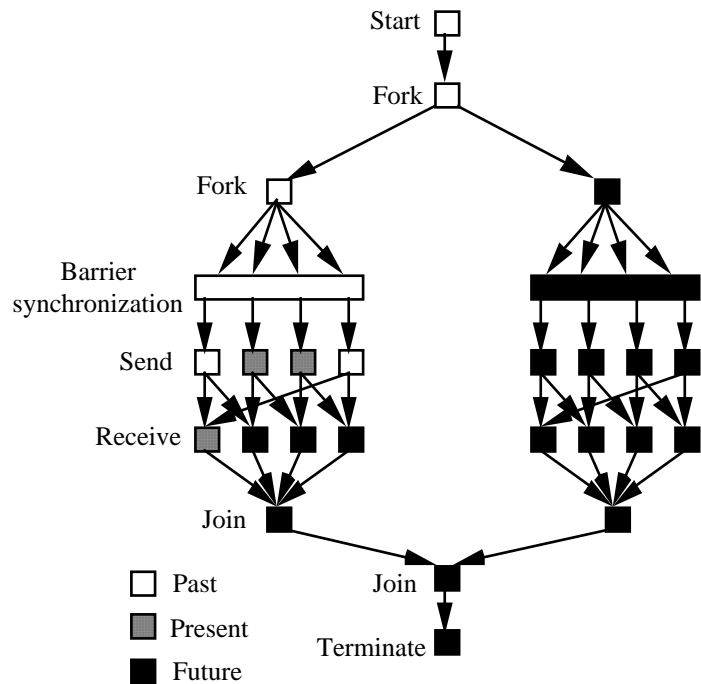 Start
Fork
Fork
Barrier
synchronization
Send
Receive
Join
Join
Past
Present
Terminate
Future